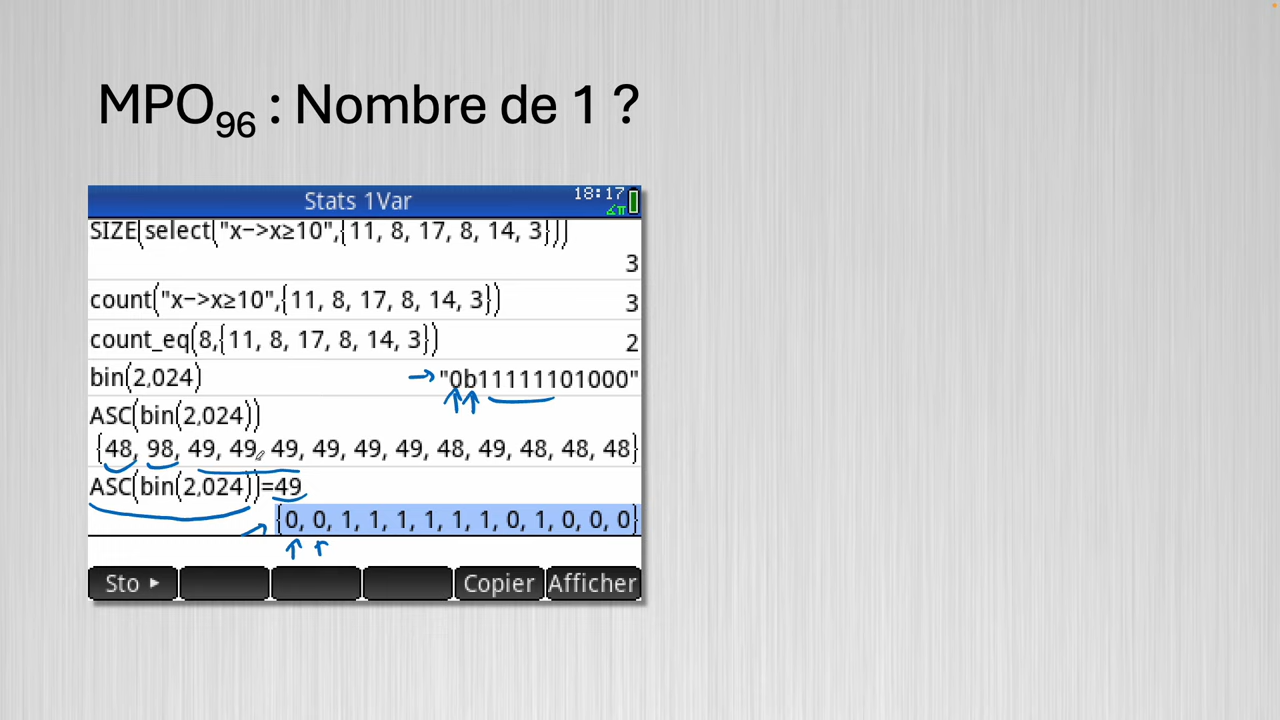 MPO96 : Nombre de 1 ?
Stats 1Var 18:17
∡π
SIZE(select("x−>x≥10",{11, 8, 17, 8, 14, 3}))
3
count("x−>x≥10",{11, 8, 17, 8, 14, 3}) 3
count_eq(8,{11, 8, 17, 8, 14, 3}) 2
bin(2,024) "0b11111101000"
ASC(bin(2,024))
{48, 98, 49, 49, 49, 49, 49, 49, 48, 49, 48, 48, 48}
ASC(bin(2,024))=49
{0, 0, 1, 1, 1, 1, 1, 1, 0, 1, 0, 0, 0}
Sto ▸ Copier Afficher